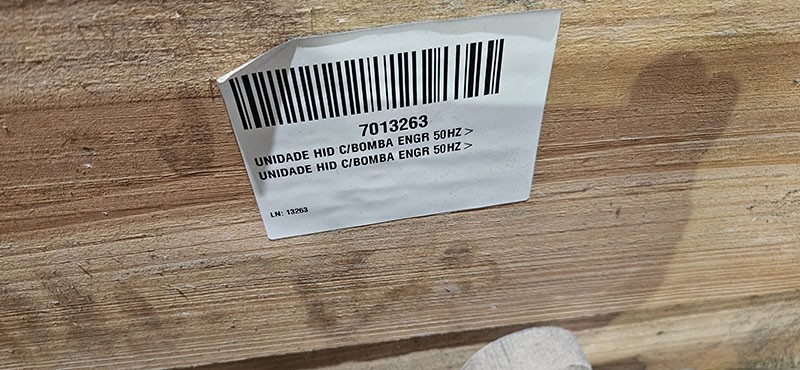 7013263
UNIDADE HID C/BOMBA ENGR 50HZ >
UNIDADE HID C/BOMBA ENGR 50HZ >
LN: 13263